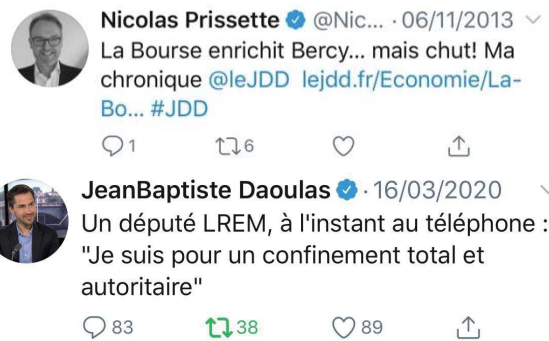 Nicolas Prissette @Nic... · 06/11/2013
La Bourse enrichit Bercy... mais chut! Ma
chronique @leJDD lejdd.fr/Economie/La-
Bo... #JDD
1 6
JeanBaptiste Daoulas · 16/03/2020
Un député LREM, à l'instant au téléphone :
"Je suis pour un confinement total et
autoritaire"
83 38 89